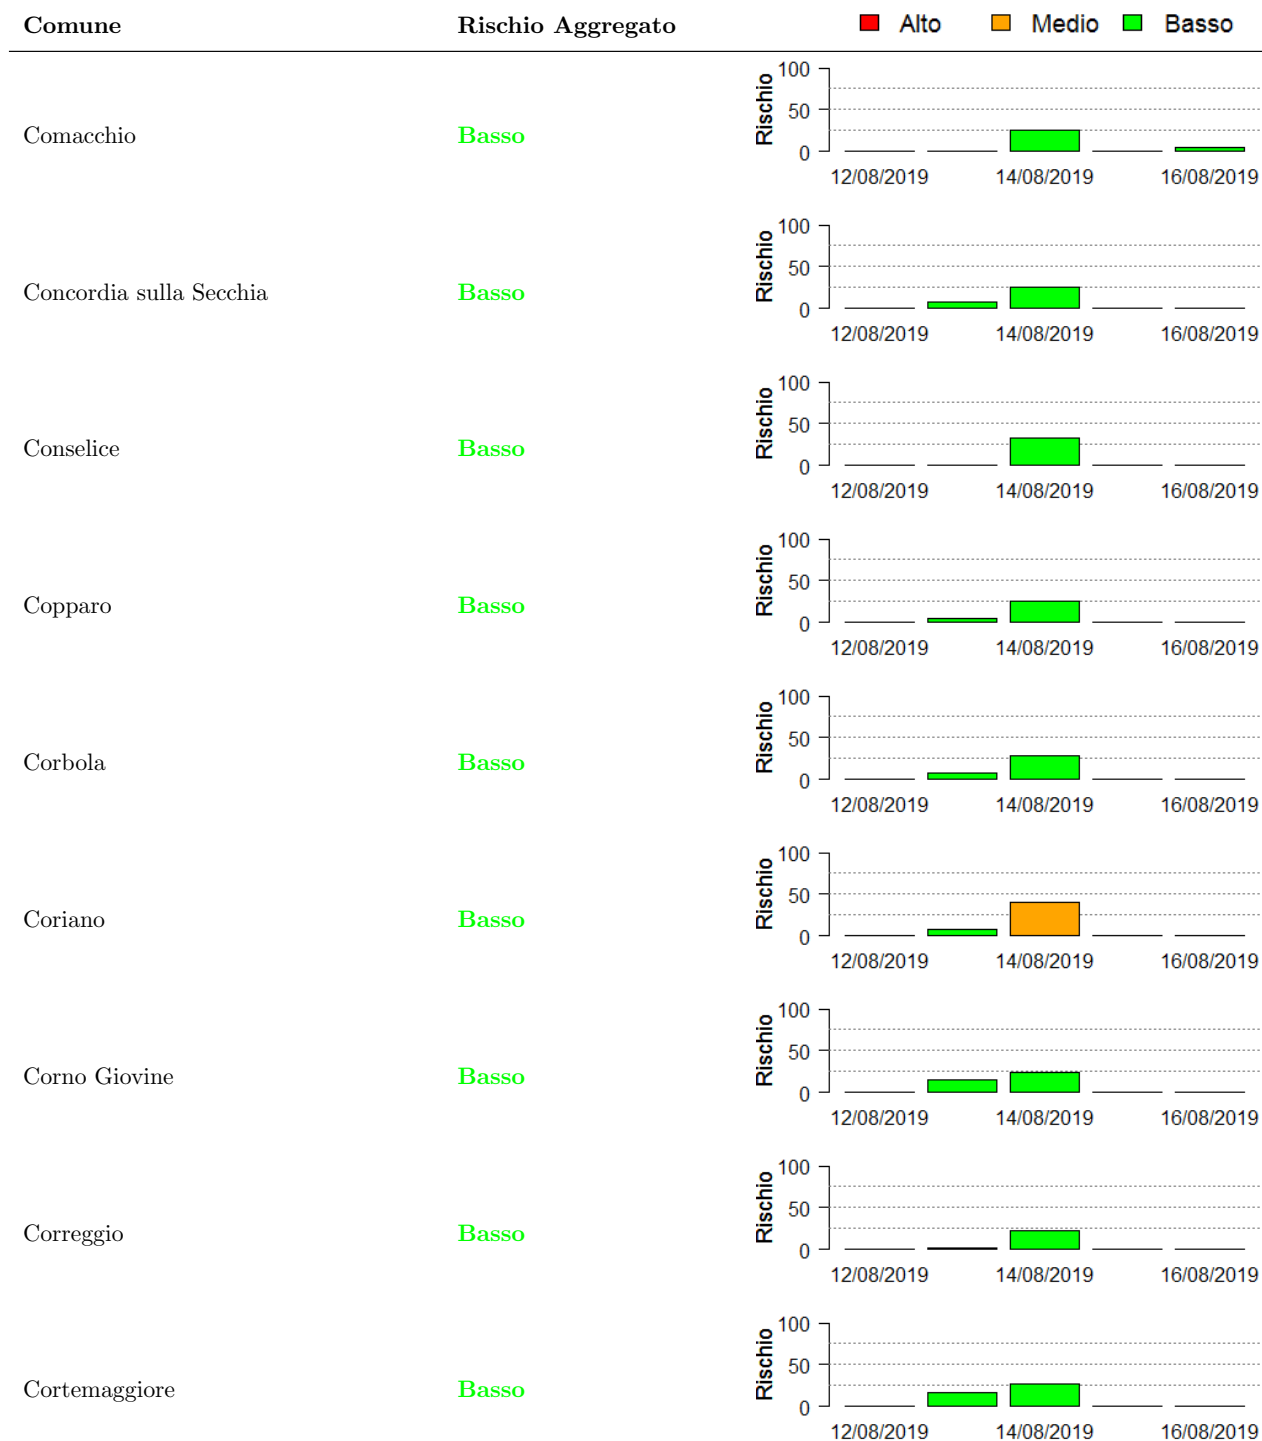 Comune Rischio Aggregato Alto Medio Basso
Comacchio Basso Rischio 100 50 0
12/08/2019 14/08/2019 16/08/2019
Concordia sulla Secchia Basso Rischio 100 50 0
12/08/2019 14/08/2019 16/08/2019
Conselice Basso Rischio 100 50 0
12/08/2019 14/08/2019 16/08/2019
Copparo Basso Rischio 100 50 0
12/08/2019 14/08/2019 16/08/2019
Corbola Basso Rischio 100 50 0
12/08/2019 14/08/2019 16/08/2019
Coriano Basso Rischio 100 50 0
12/08/2019 14/08/2019 16/08/2019
Corno Giovine Basso Rischio 100 50 0
12/08/2019 14/08/2019 16/08/2019
Correggio Basso Rischio 100 50 0
12/08/2019 14/08/2019 16/08/2019
Cortemaggiore Basso Rischio 100 50 0
12/08/2019 14/08/2019 16/08/2019